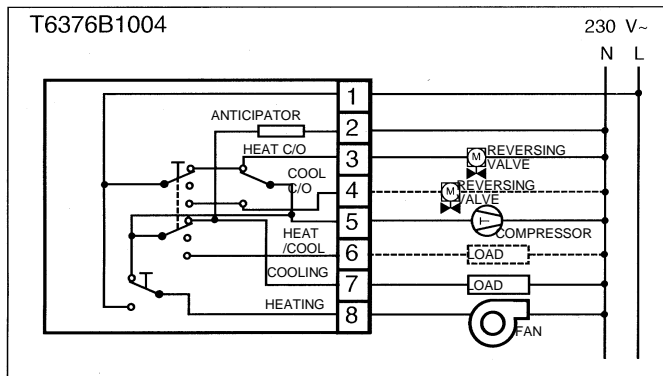 T6376B1004
230 V~
N L
1
ANTICIPATOR
2
HEAT C/O
3
REVERSING
VALVE
M
COOL
C/O
4
REVERSING
VALVE
M
5
COMPRESSOR
T
HEAT
/COOL
6
LOAD
COOLING
7
LOAD
HEATING
8
FAN
T
T